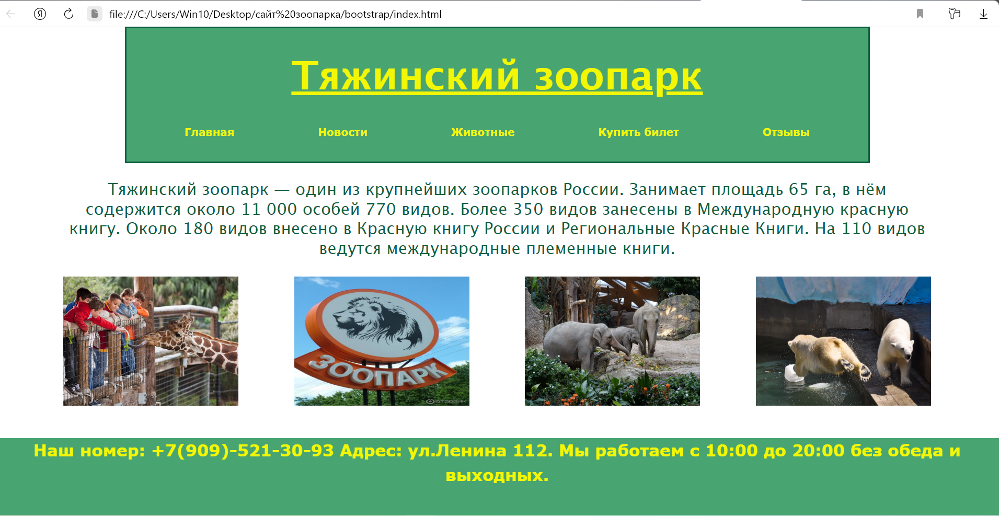 file:///C:/Users/Win10/Desktop/сайт%20зоопарка/bootstrap/index.html
Тяжинский зоопарк
Главная Новости Животные Купить билет Отзывы
Тяжинский зоопарк — один из крупнейших зоопарков России. Занимает площадь 65 га, в нём
содержится около 11 000 особей 770 видов. Более 350 видов занесены в Международную красную
книгу. Около 180 видов внесено в Красную книгу России и Региональные Красные Книги. На 110 видов
ведутся международные племенные книги.
ЗООПАРК
ОТЗОВИК
Наш номер: +7(909)-521-30-93 Адрес: ул.Ленина 112. Мы работаем с 10:00 до 20:00 без обеда и
выходных.